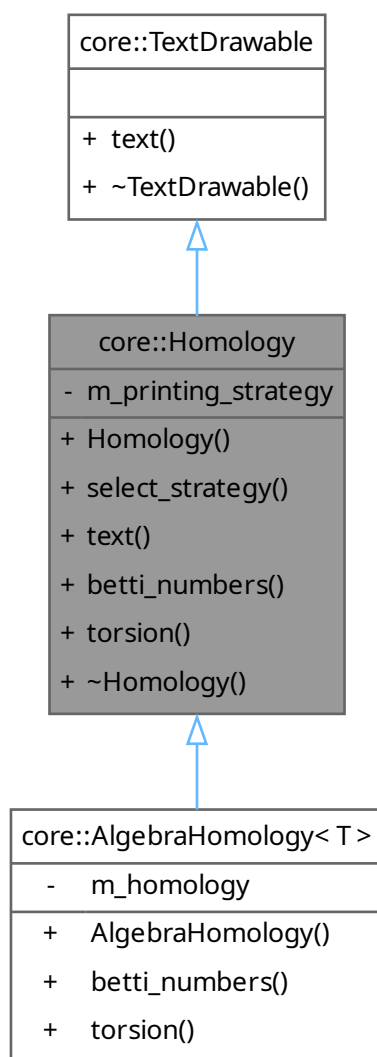 core::TextDrawable
+ text()
+ ~TextDrawable()
core::Homology
- m_printing_strategy
+ Homology()
+ select_strategy()
+ text()
+ betti_numbers()
+ torsion()
+ ~Homology()
core::AlgebraHomology< T >
- m_homology
+ AlgebraHomology()
+ betti_numbers()
+ torsion()